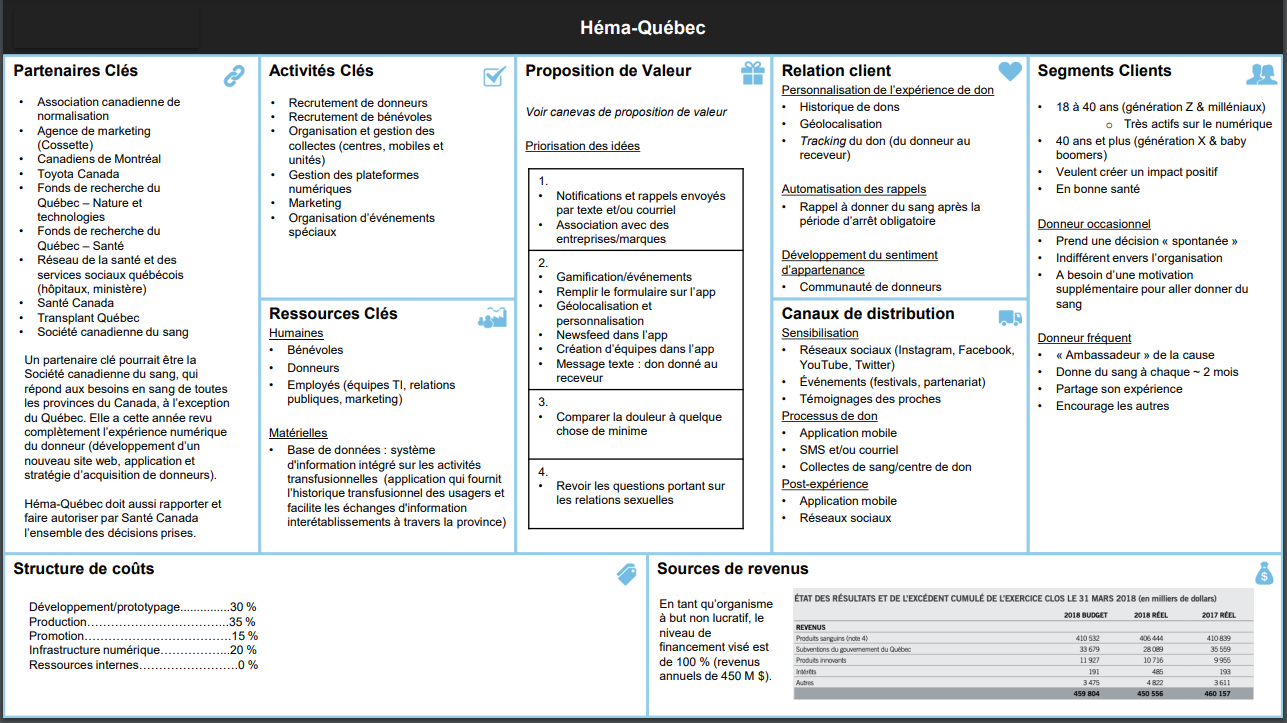 Héma-Québec
Partenaires Clés
• Association canadienne de
normalisation
• Agence de marketing
(Cossette)
• Canadiens de Montréal
• Toyota Canada
• Fonds de recherche du
Québec – Nature et
technologies
• Fonds de recherche du
Québec – Santé
• Réseau de la santé et des
services sociaux québécois
(hôpitaux, ministère)
• Santé Canada
• Transplant Québec
• Société canadienne du sang
Un partenaire clé pourrait être la
Société canadienne du sang, qui
répond aux besoins en sang de toutes
les provinces du Canada, à l’exception
du Québec. Elle a cette année revu
complètement l’expérience numérique
du donneur (développement d’un
nouveau site web, application et
stratégie d’acquisition de donneurs).
Héma-Québec doit aussi rapporter et
faire autoriser par Santé Canada
l’ensemble des décisions prises.
Activités Clés
• Recrutement de donneurs
• Recrutement de bénévoles
• Organisation et gestion des
collectes (centres, mobiles et
unités)
• Gestion des plateformes
numériques
• Marketing
• Organisation d’événements
spéciaux
Ressources Clés
Humaines
• Bénévoles
• Donneurs
• Employés (équipes TI, relations
publiques, marketing)
Matérielles
• Base de données : système
d'information intégré sur les activités
transfusionnelles (application qui fournit
l’historique transfusionnel des usagers et
facilite les échanges d'information
interétablissements à travers la province)
Proposition de Valeur
Voir canevas de proposition de valeur
Priorisation des idées
1.
• Notifications et rappels envoyés
par texte et/ou courriel
• Association avec des
entreprises/marques
2.
• Gamification/événements
• Remplir le formulaire sur l’app
• Géolocalisation et
personnalisation
• Newsfeed dans l’app
• Création d’équipes dans l’app
• Message texte : don donné au
receveur
3.
• Comparer la douleur à quelque
chose de minime
4.
• Revoir les questions portant sur
les relations sexuelles
Relation client
Personnalisation de l’expérience de don
• Historique de dons
• Géolocalisation
• Tracking du don (du donneur au
receveur)
Automatisation des rappels
• Rappel à donner du sang après la
période d’arrêt obligatoire
Développement du sentiment
d’appartenance
• Communauté de donneurs
Canaux de distribution
Sensibilisation
• Réseaux sociaux (Instagram, Facebook,
YouTube, Twitter)
• Événements (festivals, partenariat)
• Témoignages des proches
Processus de don
• Application mobile
• SMS et/ou courriel
• Collectes de sang/centre de don
Post-expérience
• Application mobile
• Réseaux sociaux
Segments Clients
• 18 à 40 ans (génération Z & milléniaux)
o Très actifs sur le numérique
• 40 ans et plus (génération X & baby
boomers)
• Veulent créer un impact positif
• En bonne santé
Donneur occasionnel
• Prend une décision « spontanée »
• Indifférent envers l’organisation
• A besoin d’une motivation
supplémentaire pour aller donner du
sang
Donneur fréquent
• « Ambassadeur » de la cause
• Donne du sang à chaque ~ 2 mois
• Partage son expérience
• Encourage les autres
Structure de coûts
Développement/prototypage..............30 %
Production……………………………..35 %
Promotion………………………………15 %
Infrastructure numérique……………...20 %
Ressources internes…………………..0 %
Sources de revenus
En tant qu’organisme
à but non lucratif, le
niveau de
financement visé est
de 100 % (revenus
annuels de 450 M $).
ÉTAT DES RÉSULTATS ET DE L’EXCÉDENT CUMULÉ DE L’EXERCICE CLOS LE 31 MARS 2018 (en milliers de dollars)
2018 BUDGET 2018 RÉEL 2017 RÉEL
REVENUS
Produits sanguins (note 4) 410 532 406 444 410 839
Subventions du gouvernement du Québec 33 679 28 089 35 559
Produits innovants 11 927 10 716 9 955
Intérêts 191 485 193
Autres 3 475 4 822 3 611
459 804 450 556 460 157